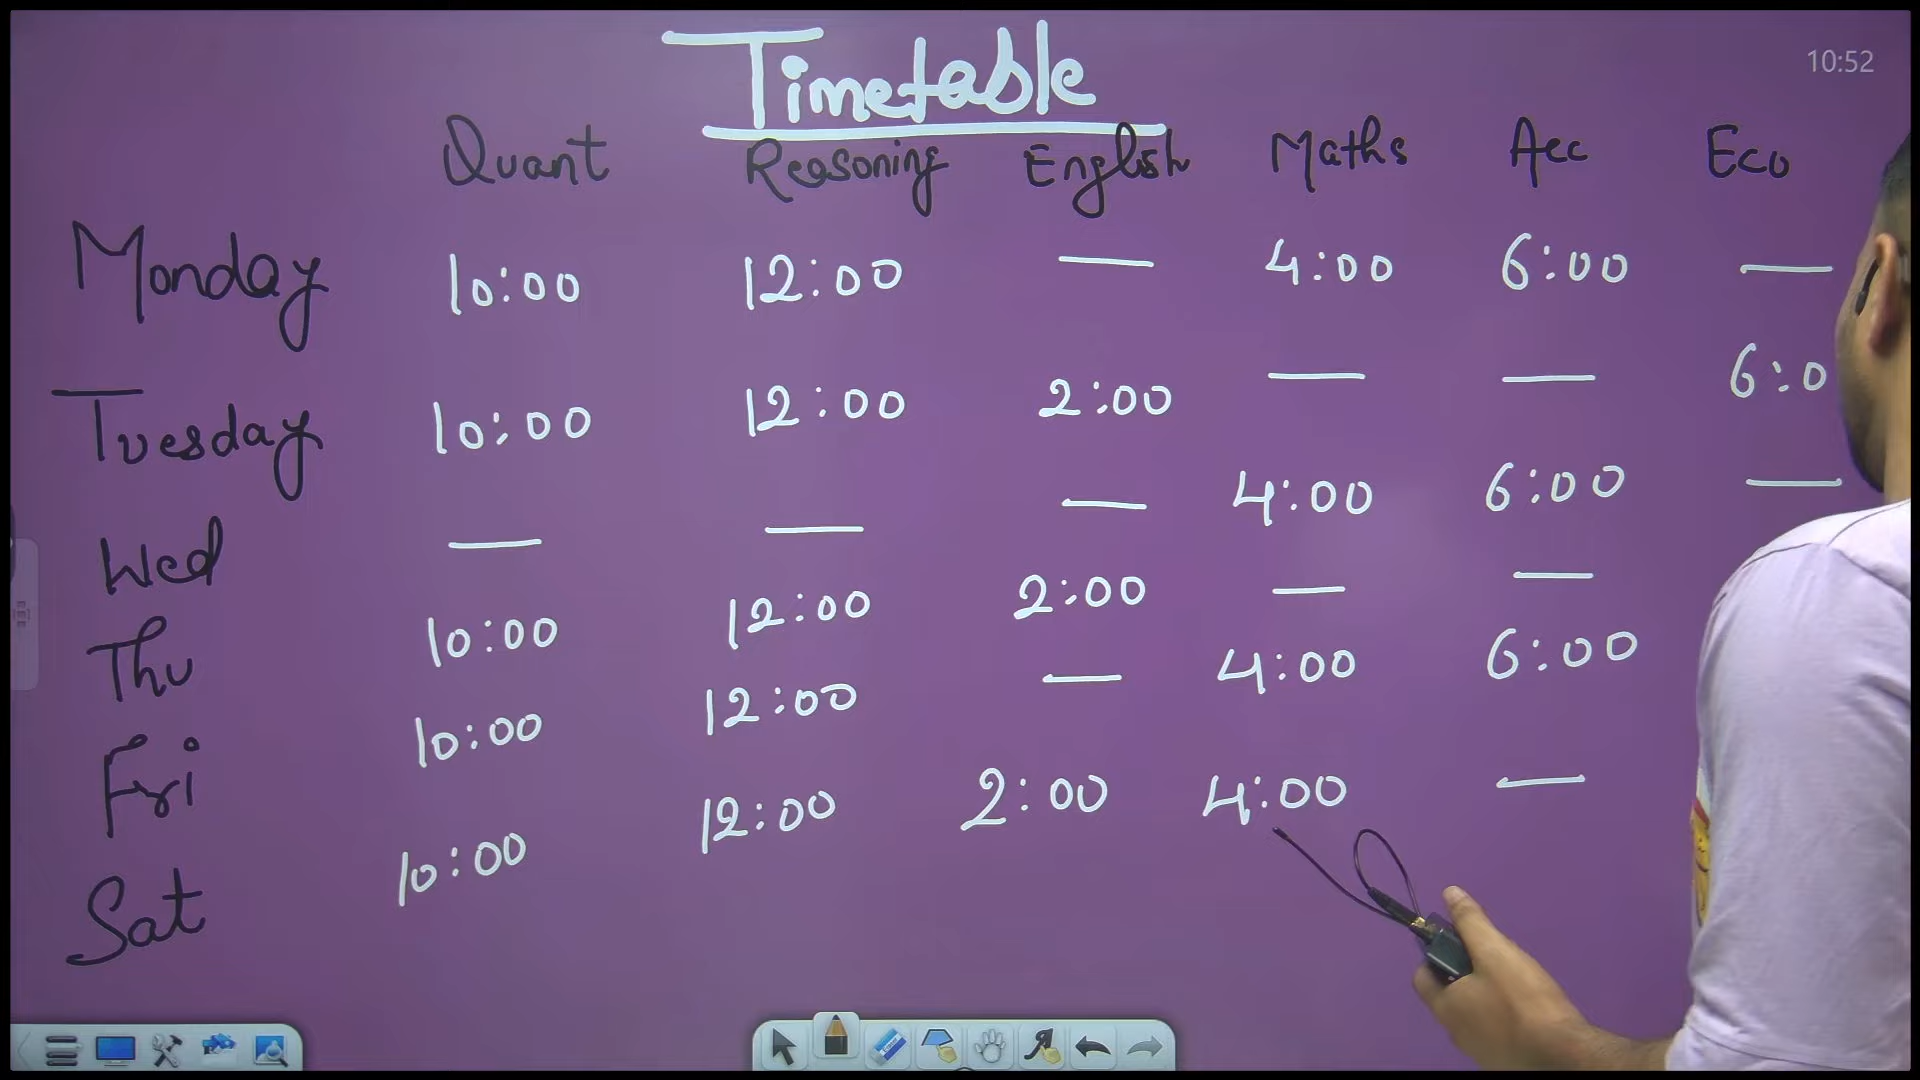 10:52
Timetable
Quant Reasoning English Maths Acc Eco
Monday 10:00 12:00 — 4:00 6:00 —
Tuesday 10:00 12:00 2:00 — — 6:0
Wed — — — 4:00 6:00 —
Thu 10:00 12:00 2:00 — —
Fri 10:00 12:00 — 4:00 6:00
Sat 10:00 12:00 2:00 4:00 —